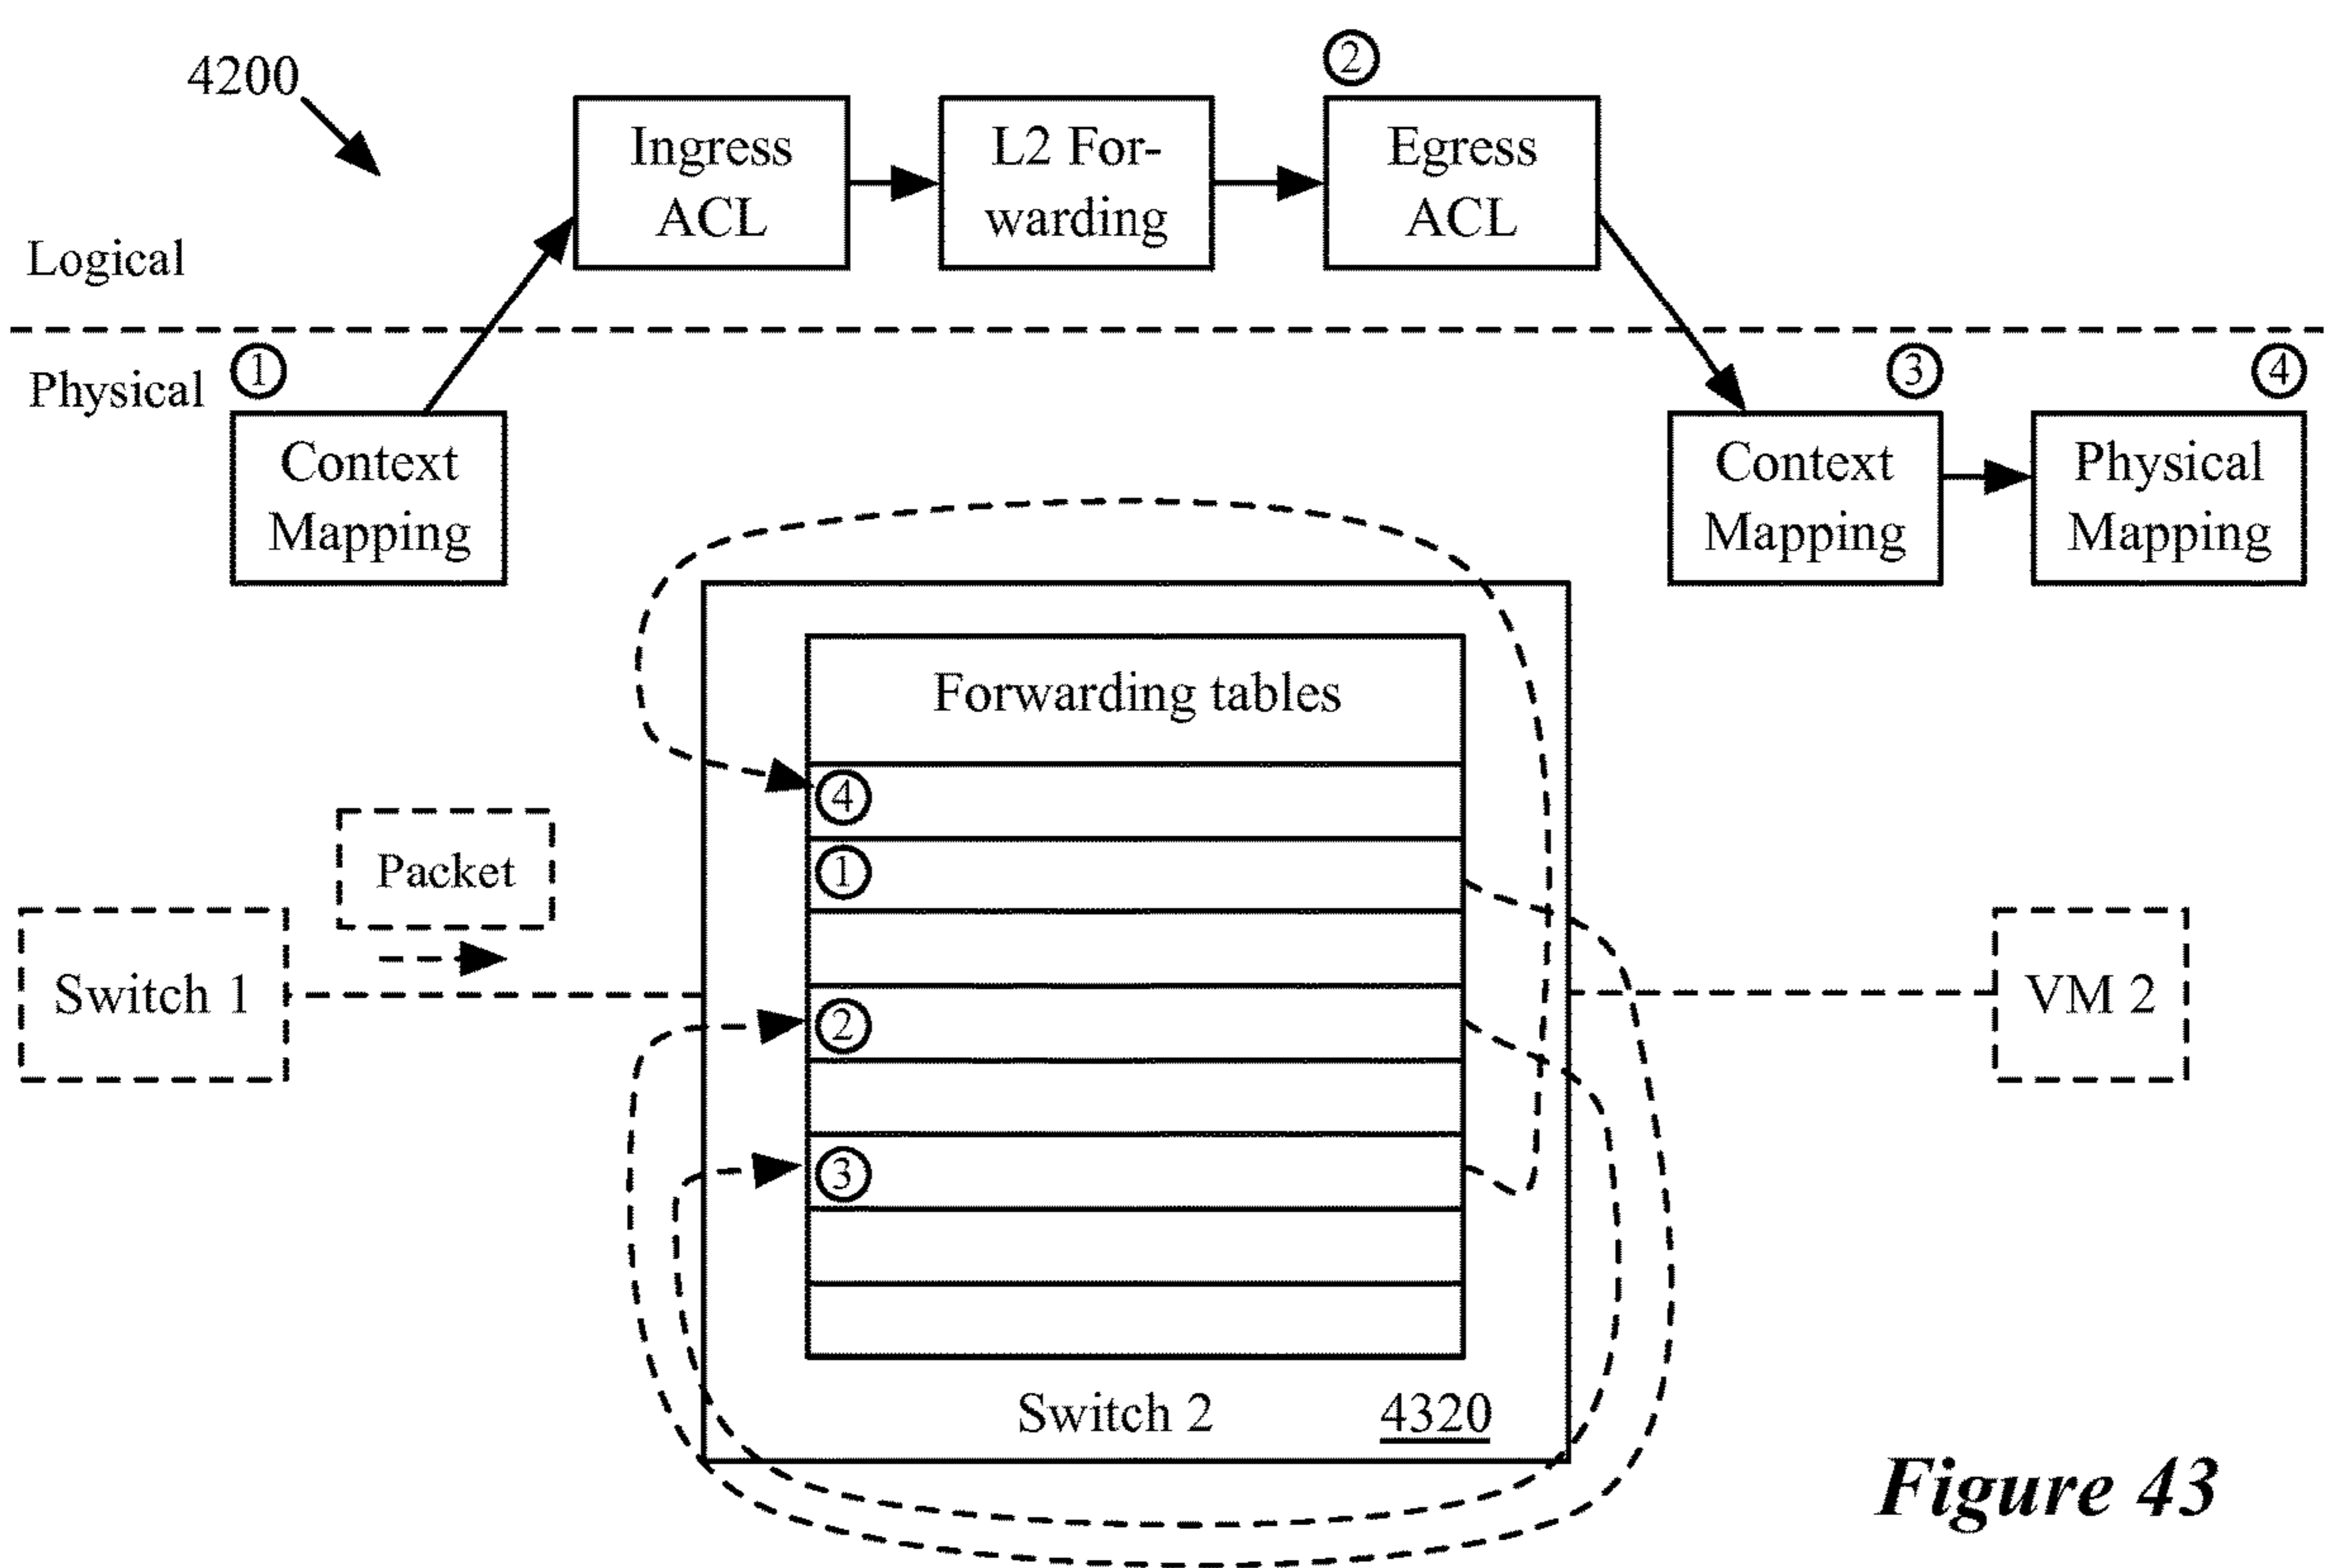 4200
②
Ingress
ACL
L2 For-
warding
Egress
ACL
Logical
Physical
①
③
④
Context
Mapping
Context
Mapping
Physical
Mapping
Forwarding tables
④
①
②
③
Packet
Switch 1
VM 2
Switch 2
4320
Figure 43